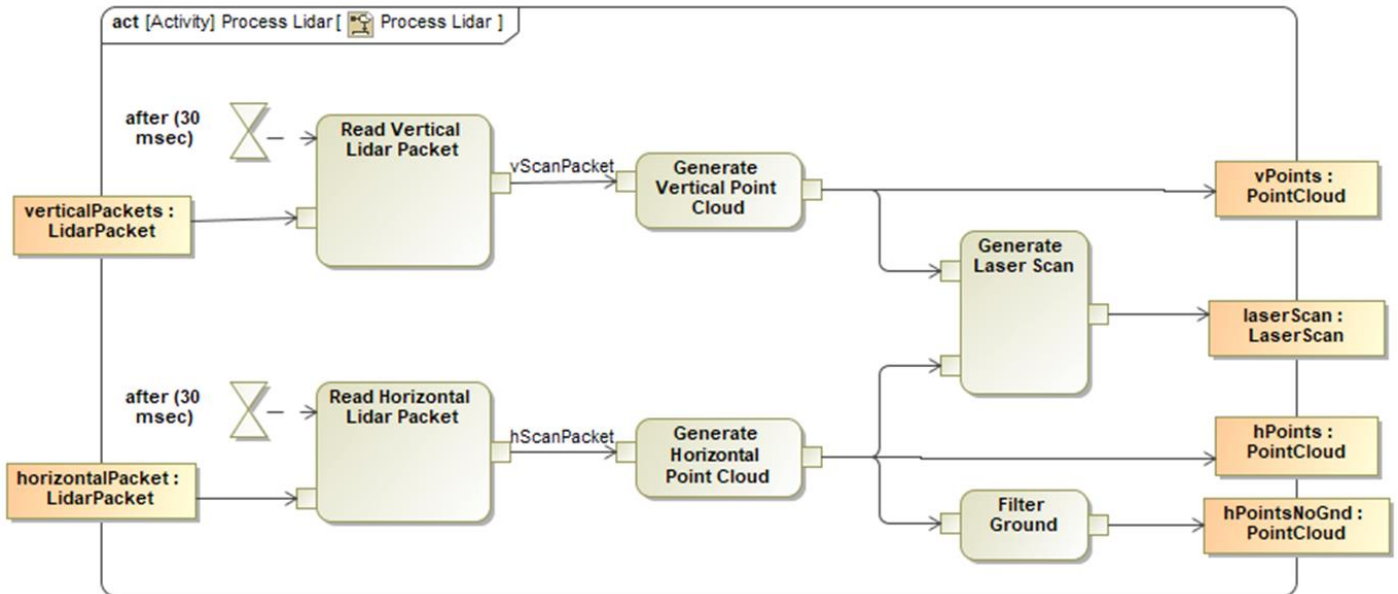 act [Activity] Process Lidar [ Process Lidar ]
after (30
msec)
Read Vertical
Lidar Packet
verticalPackets :
LidarPacket
vScanPacket
Generate
Vertical Point
Cloud
vPoints :
PointCloud
Generate
Laser Scan
laserScan :
LaserScan
after (30
msec)
Read Horizontal
Lidar Packet
horizontalPacket :
LidarPacket
hScanPacket
Generate
Horizontal
Point Cloud
hPoints :
PointCloud
Filter
Ground
hPointsNoGnd :
PointCloud